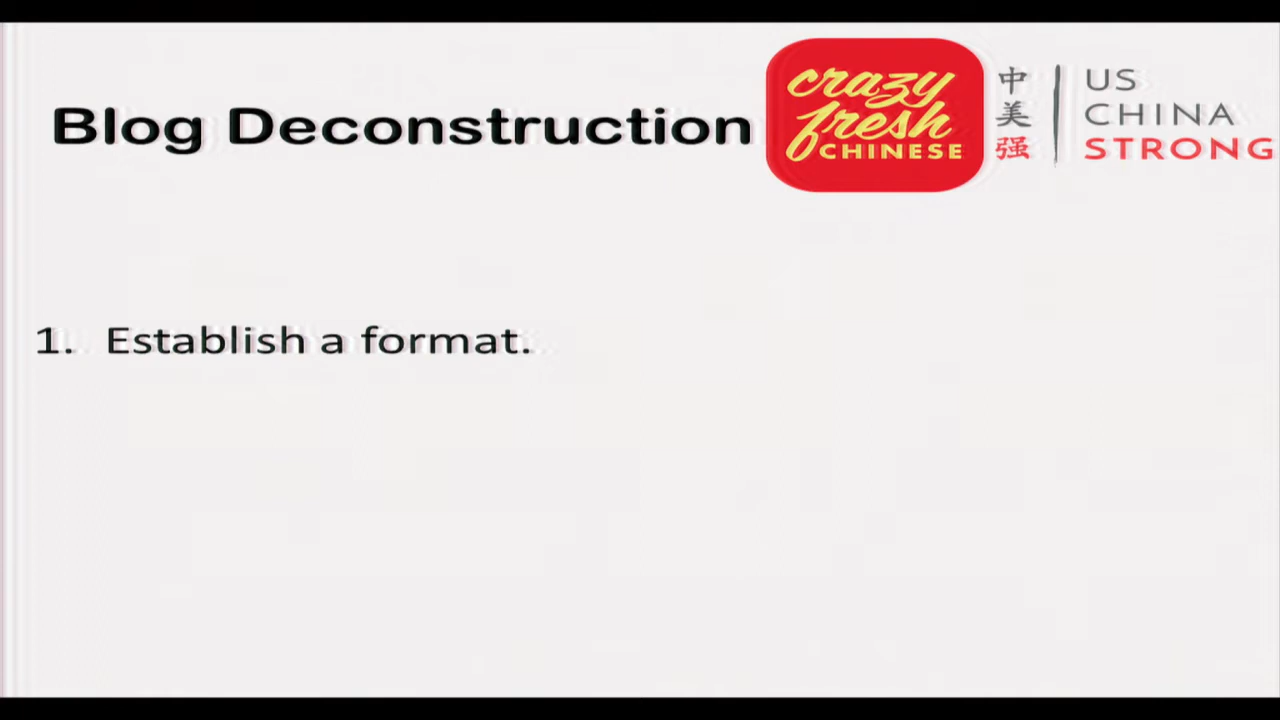 Blog Deconstruction
crazy
fresh
CHINESE
中
美
强
US
CHINA
STRONG
1. Establish a format.